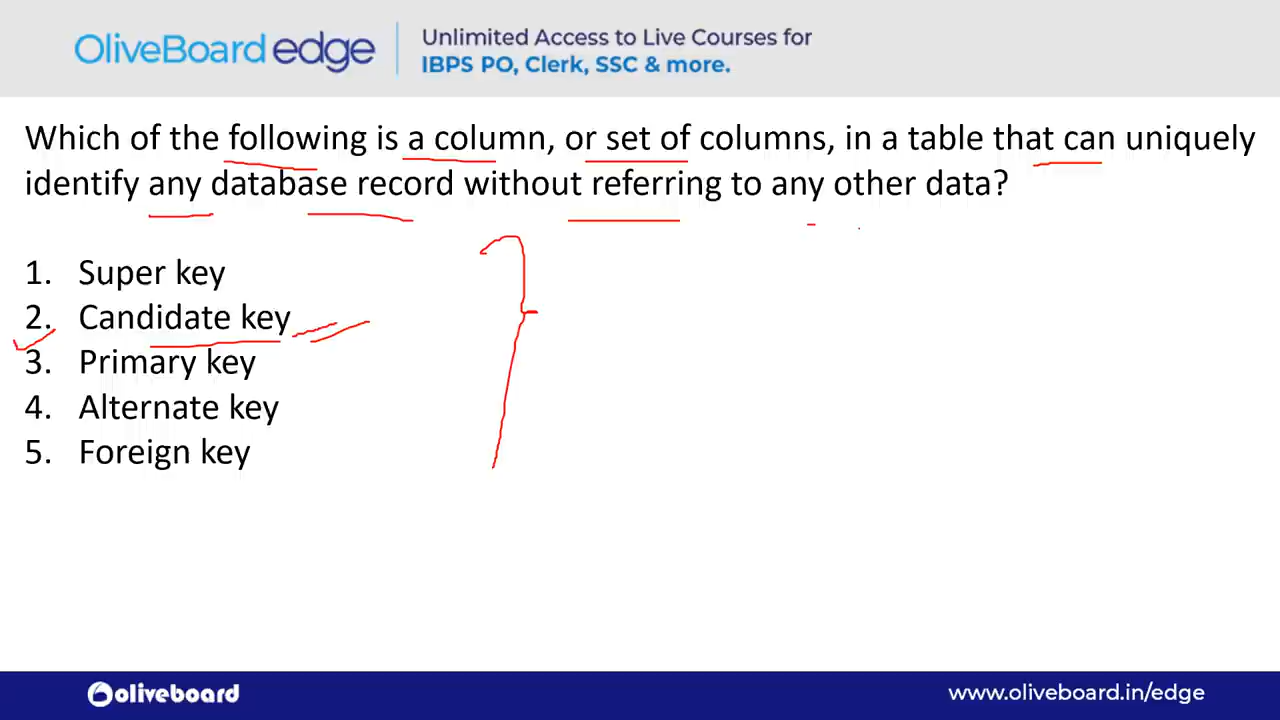 OliveBoard edge
Unlimited Access to Live Courses for
IBPS PO, Clerk, SSC & more.
Which of the following is a column, or set of columns, in a table that can uniquely
identify any database record without referring to any other data?
1. Super key
2. Candidate key
3. Primary key
4. Alternate key
5. Foreign key
oliveboard
www.oliveboard.in/edge